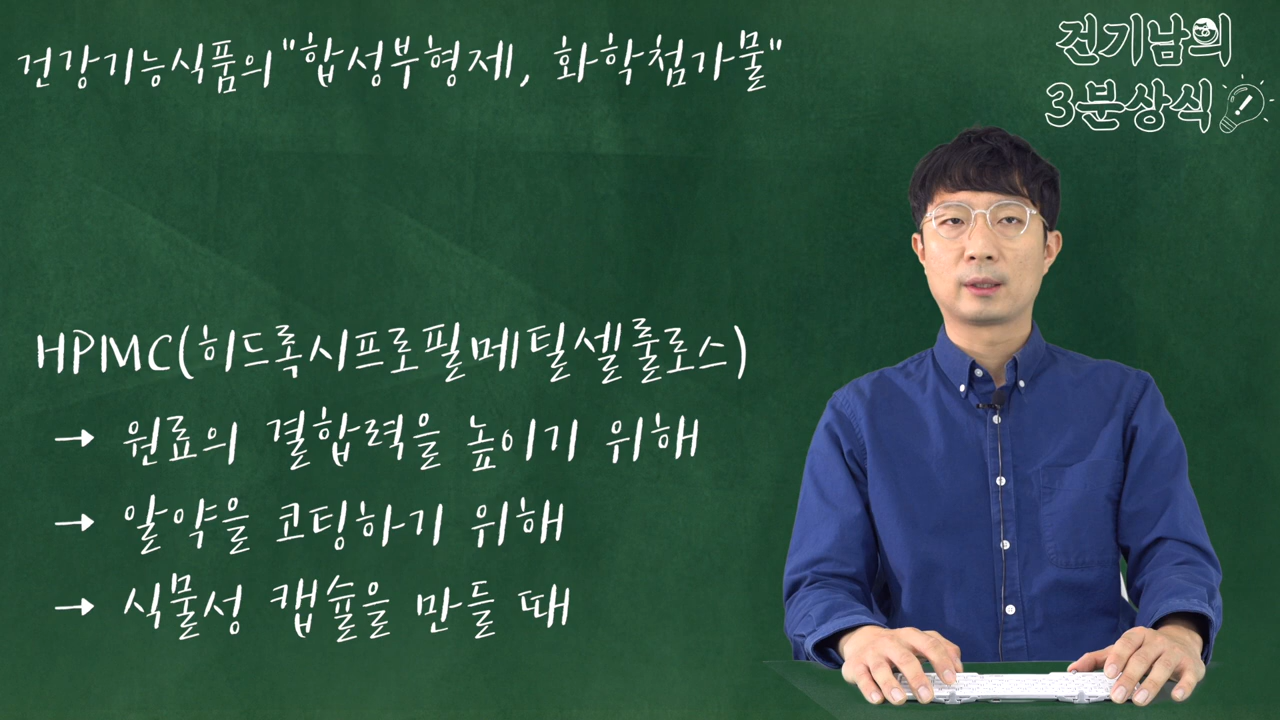 건강기능식품의 "합성부형제, 화학첨가물"
건기남의
3분상식
HPMC(히드록시프로필메틸셀룰로스)
→ 원료의 결합력을 높이기 위해
→ 알약을 코팅하기 위해
→ 식물성 캡슐을 만들 때